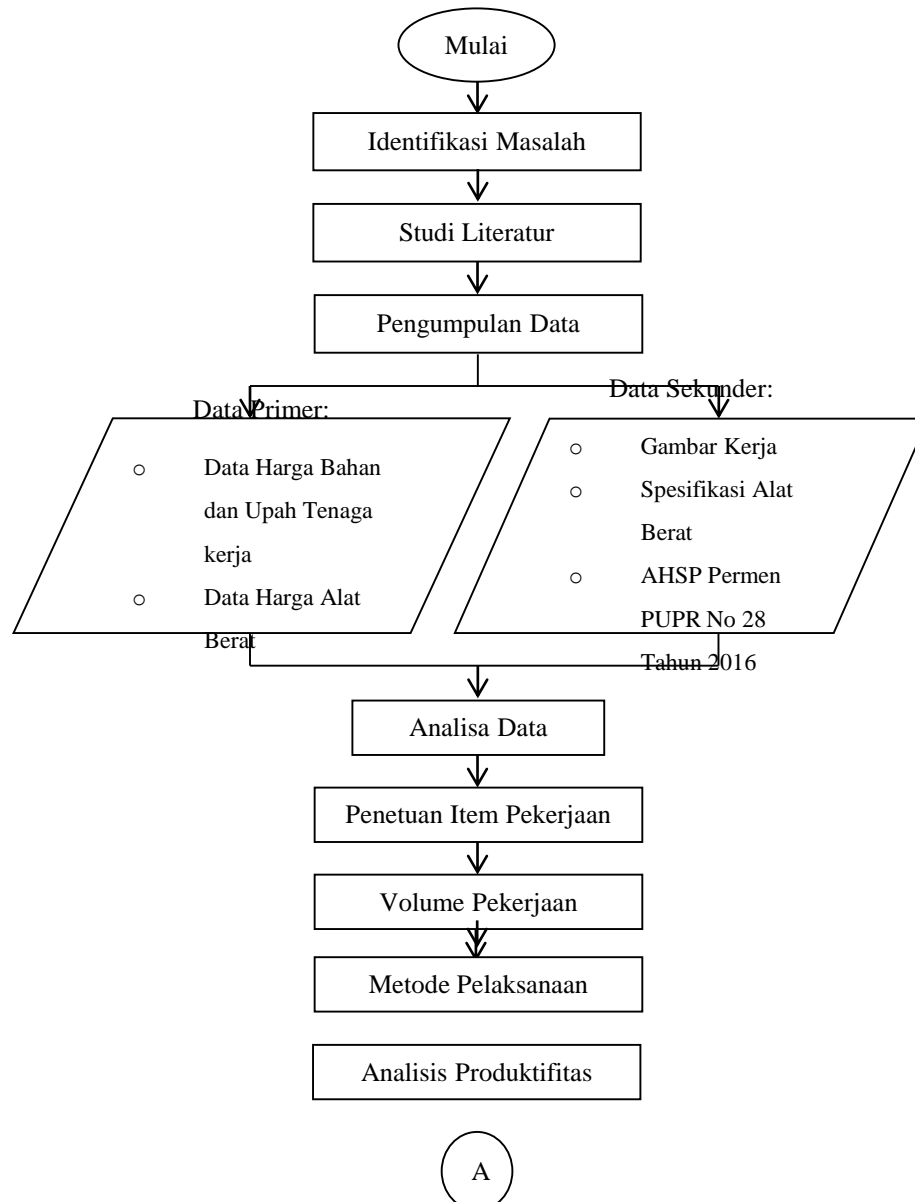 Mulai
Identifikasi Masalah
Studi Literatur
Pengumpulan Data
Data Primer:
o Data Harga Bahan
dan Upah Tenaga
kerja
o Data Harga Alat
Berat
Data Sekunder:
o Gambar Kerja
o Spesifikasi Alat
Berat
o AHSP Permen
PUPR No 28
Tahun 2016
Analisa Data
Penetuan Item Pekerjaan
Volume Pekerjaan
Metode Pelaksanaan
Analisis Produktifitas
A